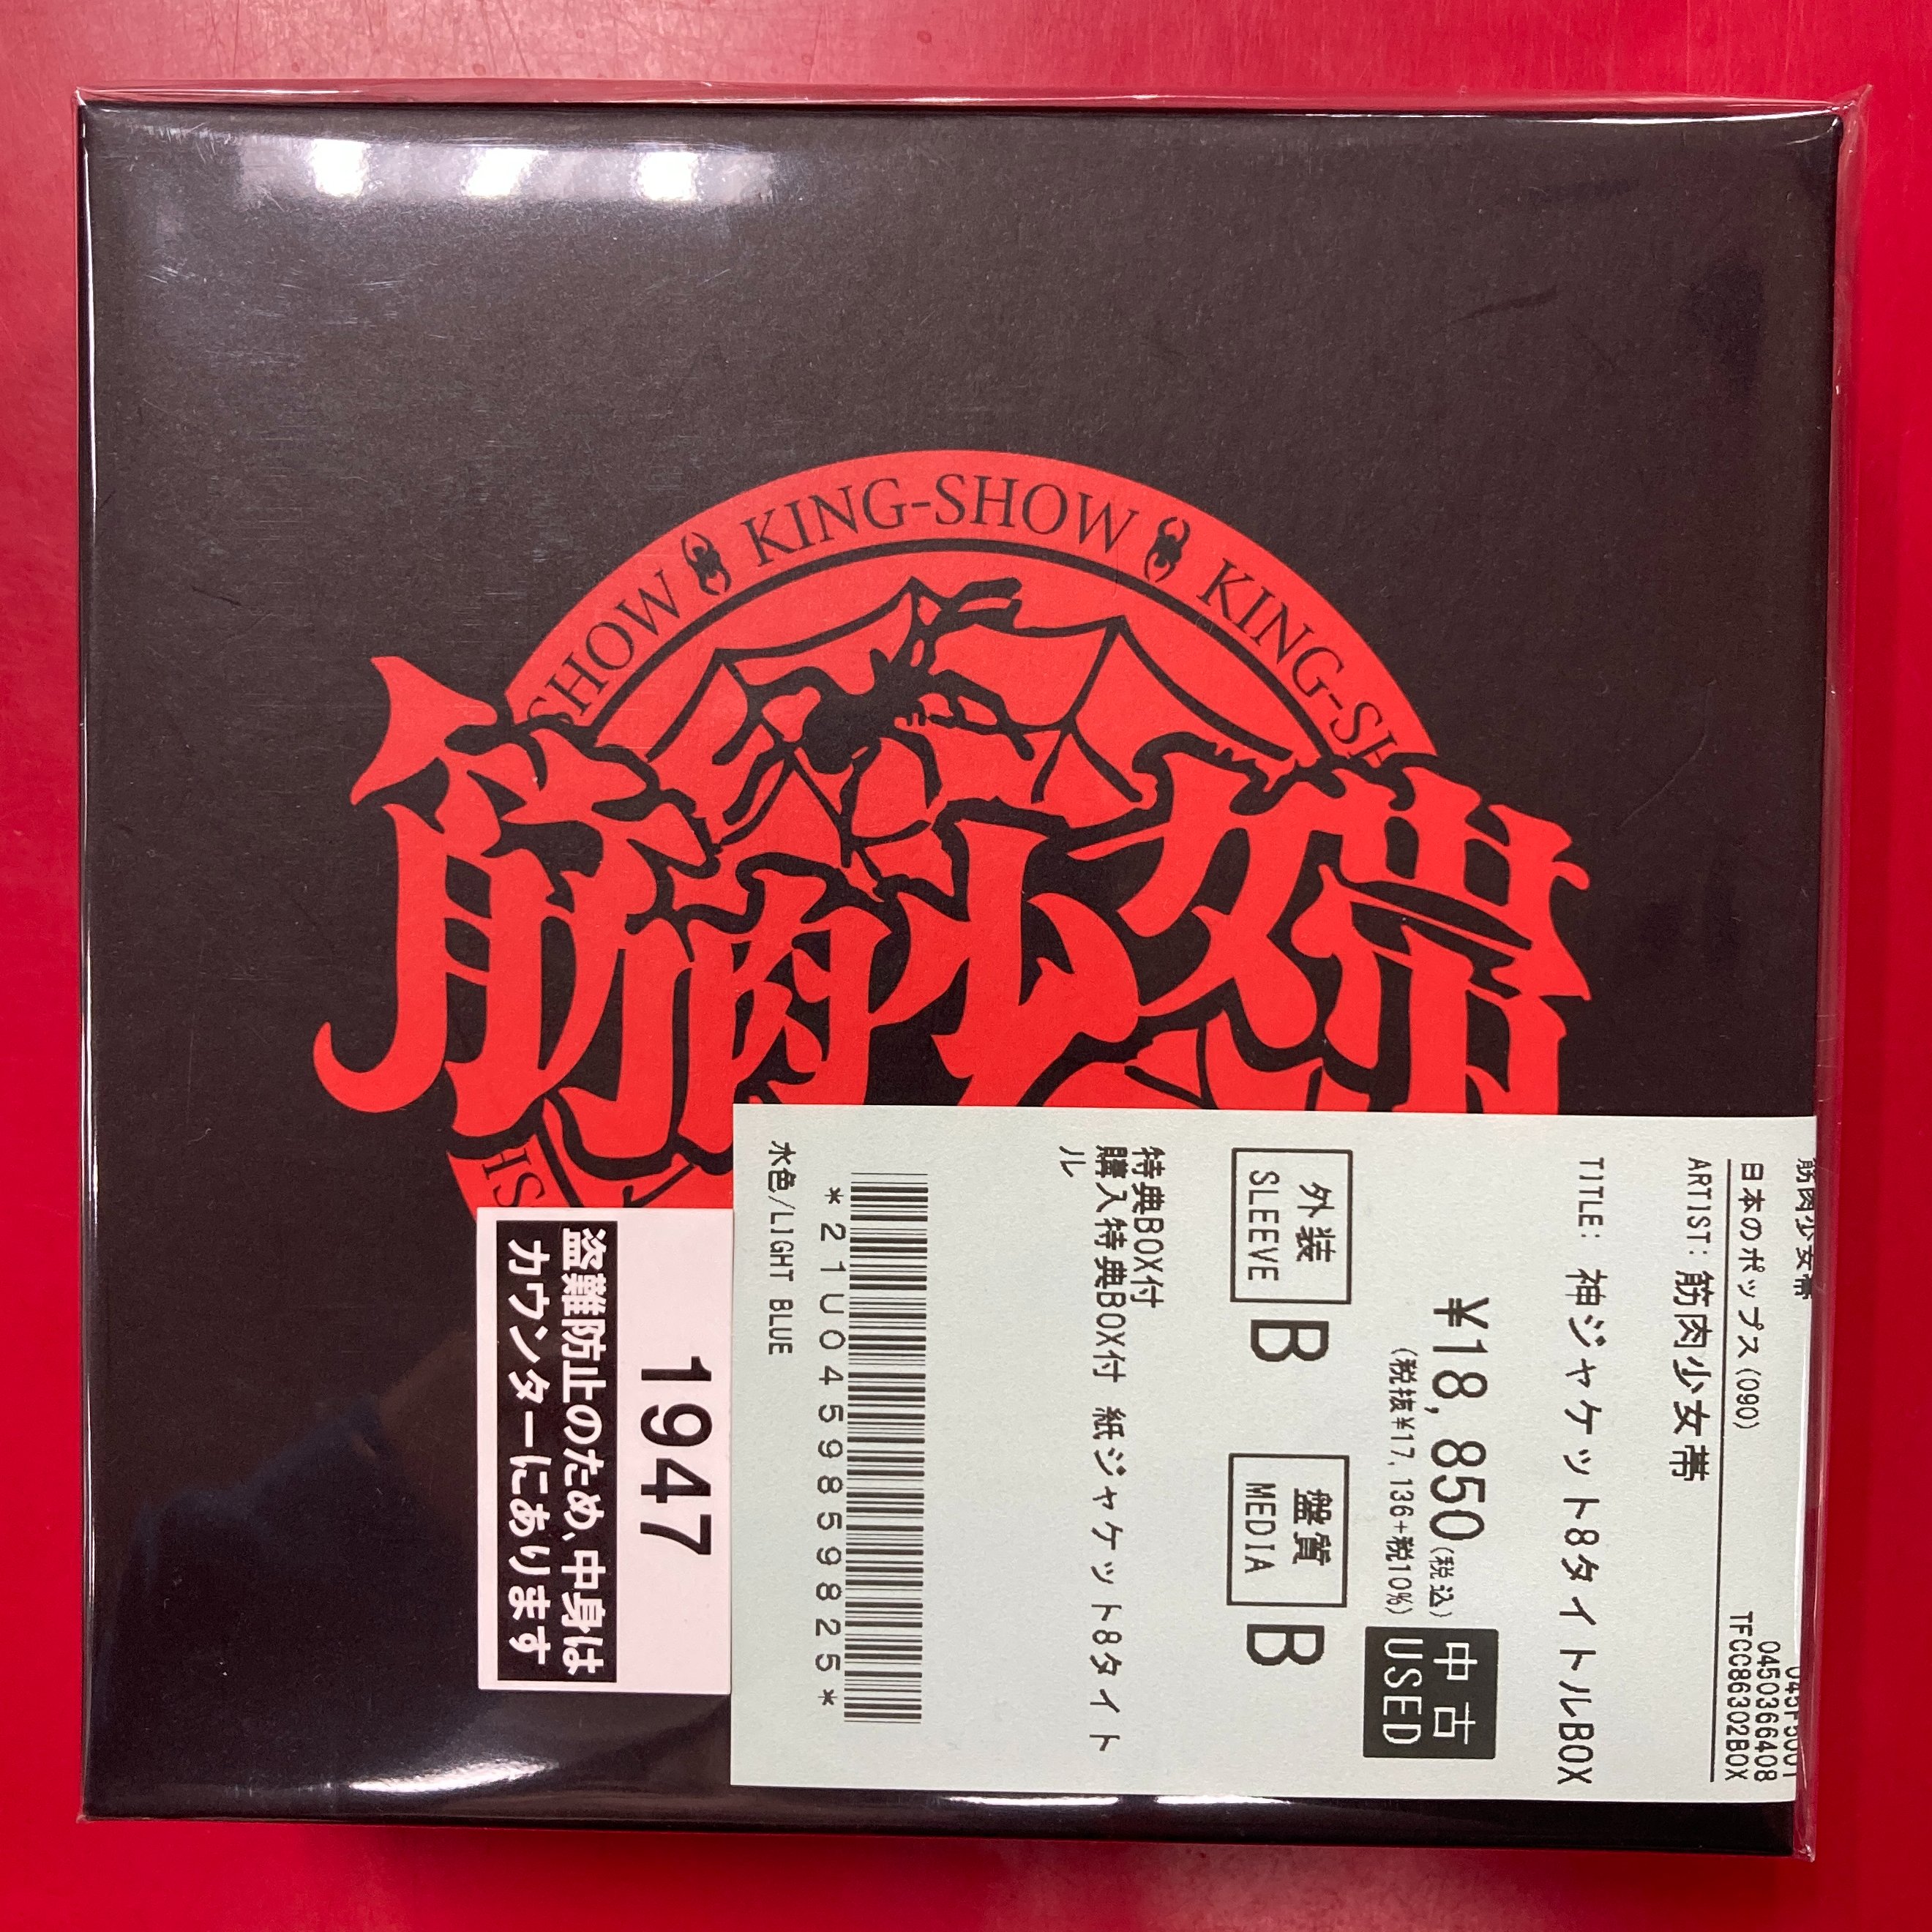 SHOW KING-SHOW KING-SH
筋肉少女帯
SH
筋肉少女帯
日本のポップス(090)
0450366408
TFCC86302BOX
ARTIST: 筋肉少女帯
TITLE: 神ジャケット8タイトルBOX
¥18,850(税込)
(税抜¥17,136+税10%)
中古
USED
外装
SLEEVE
B
盤質
MEDIA
B
特典BOX付
購入特典BOX付 紙ジャケット8タイト
ル
*21U0459859825*
水色/LIGHT BLUE
1947
盗難防止のため、中身は
カウンターにあります